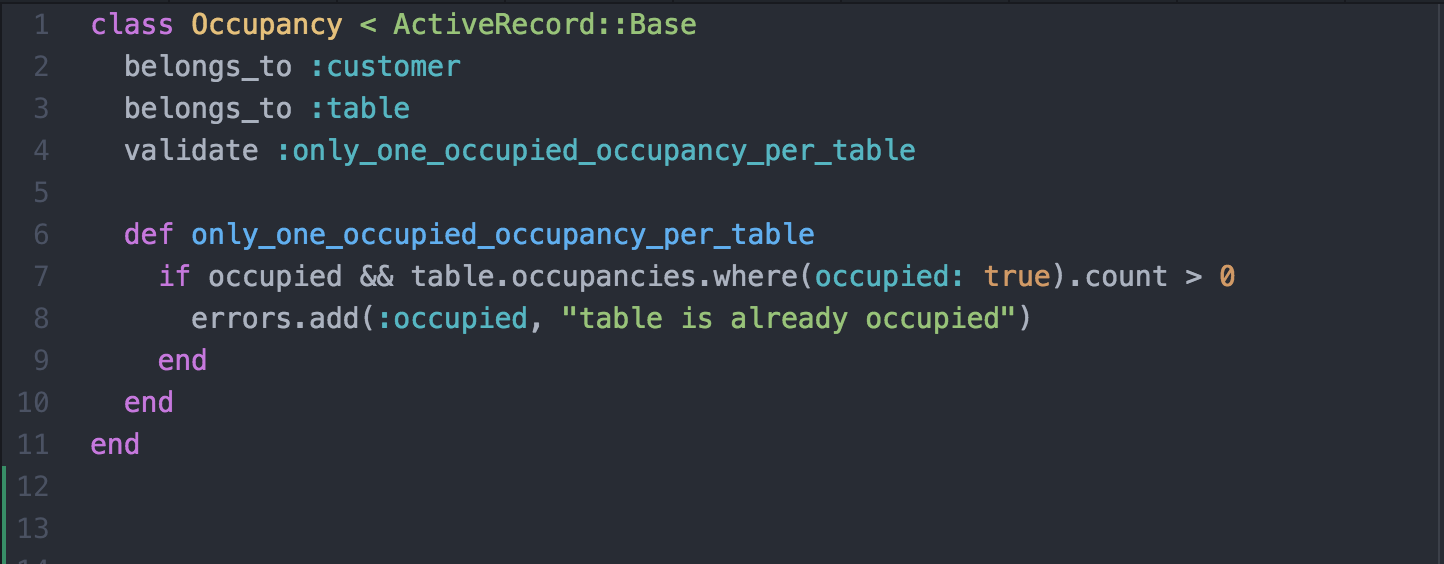 1 class Occupancy < ActiveRecord::Base
2 belongs_to :customer
3 belongs_to :table
4 validate :only_one_occupied_occupancy_per_table
5
6 def only_one_occupied_occupancy_per_table
7 if occupied && table.occupancies.where(occupied: true).count > 0
8 errors.add(:occupied, "table is already occupied")
9 end
10 end
11 end
12
13
14